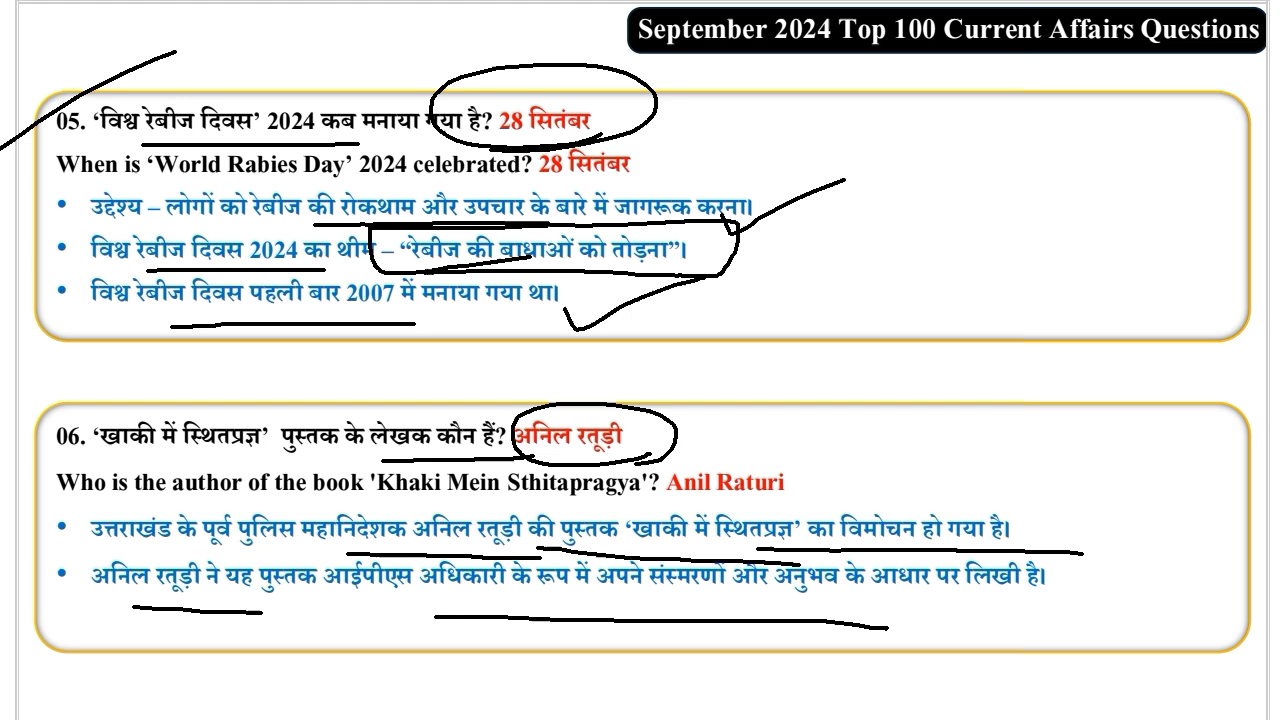 September 2024 Top 100 Current Affairs Questions
05. ‘विश्व रेबीज दिवस’ 2024 कब मनाया गया है? 28 सितंबर
When is ‘World Rabies Day’ 2024 celebrated? 28 सितंबर
• उद्देश्य – लोगों को रेबीज की रोकथाम और उपचार के बारे में जागरूक करना।
• विश्व रेबीज दिवस 2024 का थीम – “रेबीज की बाधाओं को तोड़ना”।
• विश्व रेबीज दिवस पहली बार 2007 में मनाया गया था।
06. ‘खाकी में स्थितप्रज्ञ’ पुस्तक के लेखक कौन हैं? अनिल रतूड़ी
Who is the author of the book 'Khaki Mein Sthitapragya'? Anil Raturi
• उत्तराखंड के पूर्व पुलिस महानिदेशक अनिल रतूड़ी की पुस्तक ‘खाकी में स्थितप्रज्ञ’ का विमोचन हो गया है।
• अनिल रतूड़ी ने यह पुस्तक आईपीएस अधिकारी के रूप में अपने संस्मरणों और अनुभव के आधार पर लिखी है।